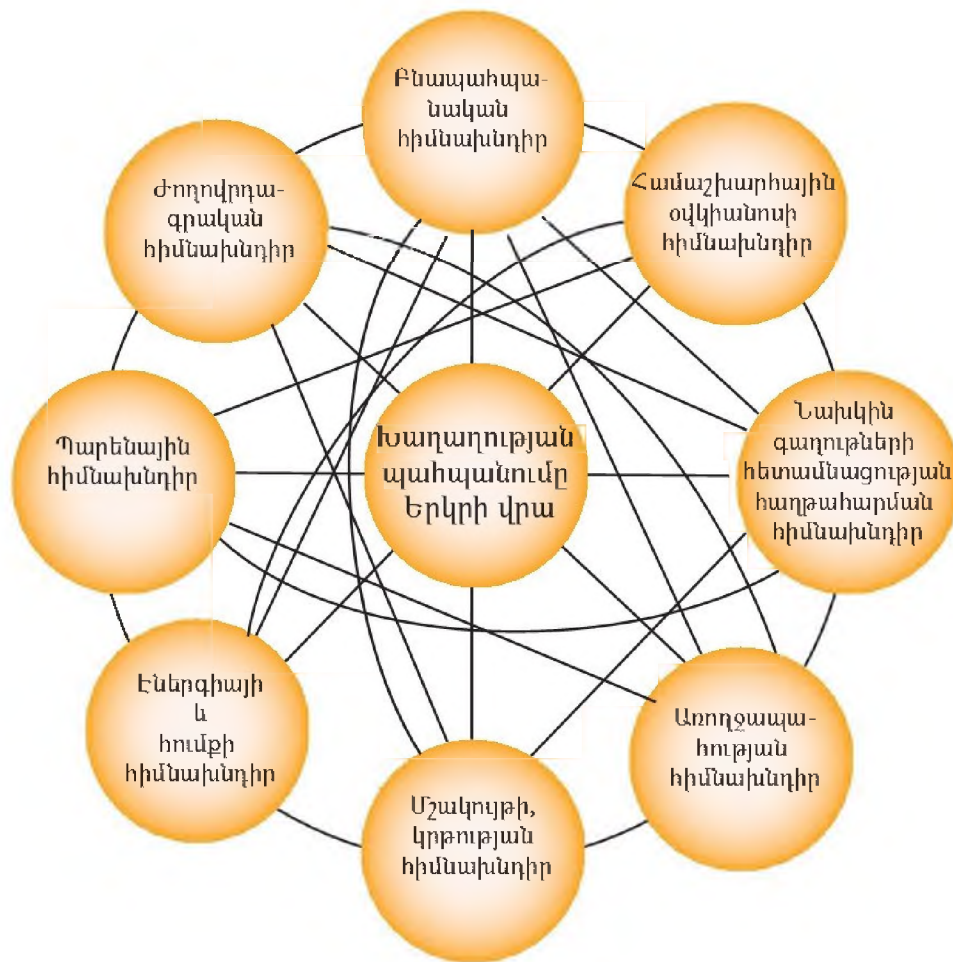 Բնապահպա-
նական
հիմնախնդիր
Ժողովրդա-
գրական
հիմնախնդիր
Համաշխարհային
օվկիանոսի
հիմնախնդիր
Պարենային
հիմնախնդիր
Խաղաղության
պահպանումը
Երկրի վրա
Նախկին
գաղութների
հետամնացության
հաղթահարման
հիմնախնդիր
Էներգիայի
և
հումքի
հիմնախնդիր
Առողջապա-
հության
հիմնախնդիր
Մշակույթի,
կրթության
հիմնախնդիր